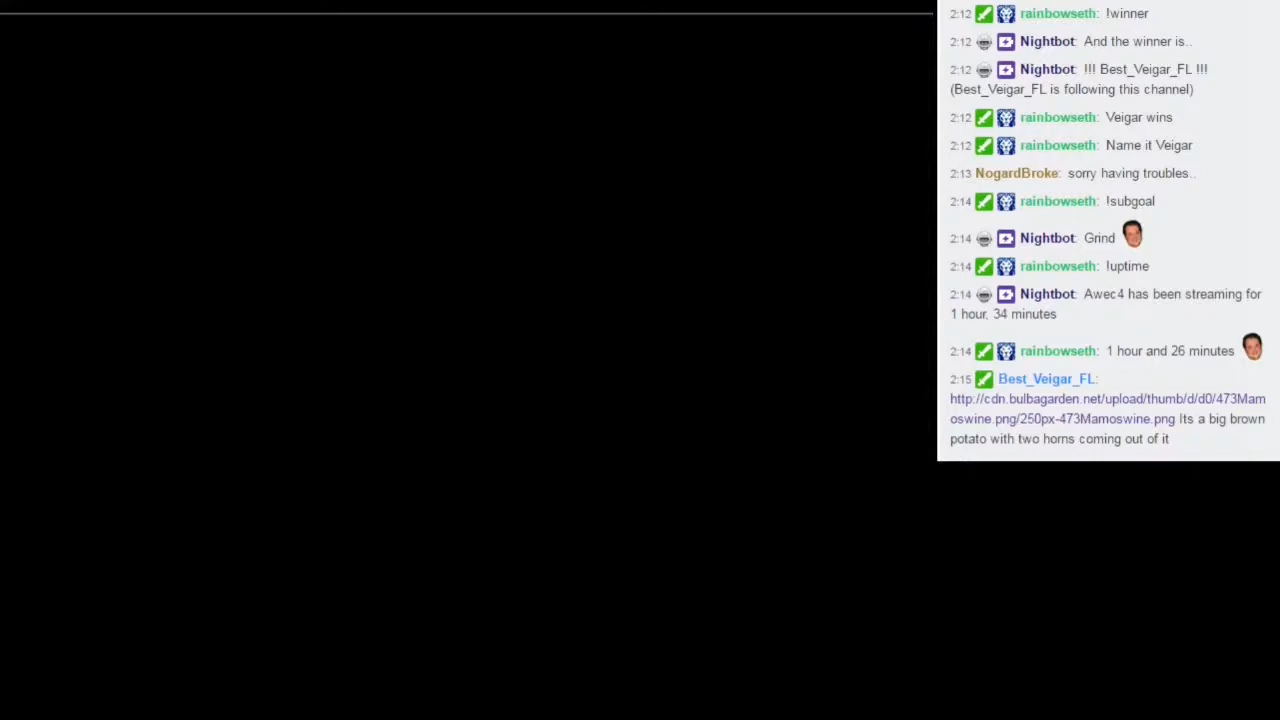 2:12 rainbowseth: !winner
2:12 Nightbot: And the winner is..
2:12 Nightbot: !!! Best_Veigar_FL !!!
(Best_Veigar_FL is following this channel)
2:12 rainbowseth: Veigar wins
2:12 rainbowseth: Name it Veigar
2:13 NogardBroke: sorry having troubles..
2:14 rainbowseth: !subgoal
2:14 Nightbot: Grind
2:14 rainbowseth: !uptime
2:14 Nightbot: Awec4 has been streaming for
1 hour, 34 minutes
2:14 rainbowseth: 1 hour and 26 minutes
2:15 Best_Veigar_FL:
http://cdn.bulbagarden.net/upload/thumb/d/d0/473Mam
oswine.png/250px-473Mamoswine.png Its a big brown
potato with two horns coming out of it